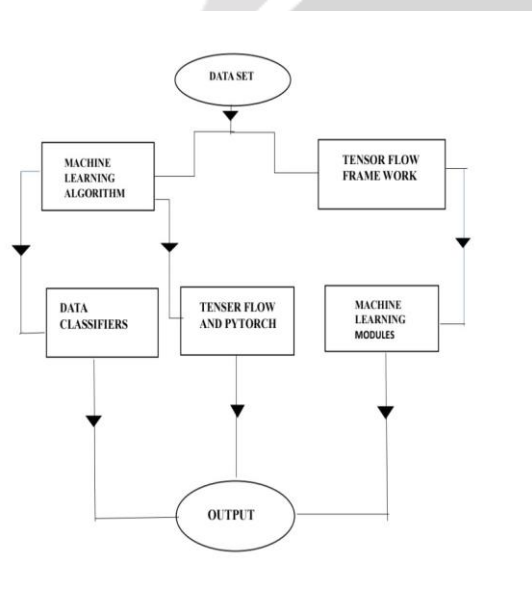 DATA SET
MACHINE
LEARNING
ALGORITHM
TENSOR FLOW
FRAME WORK
DATA
CLASSIFIERS
TENSER FLOW
AND PYTORCH
MACHINE
LEARNING
MODULES
OUTPUT